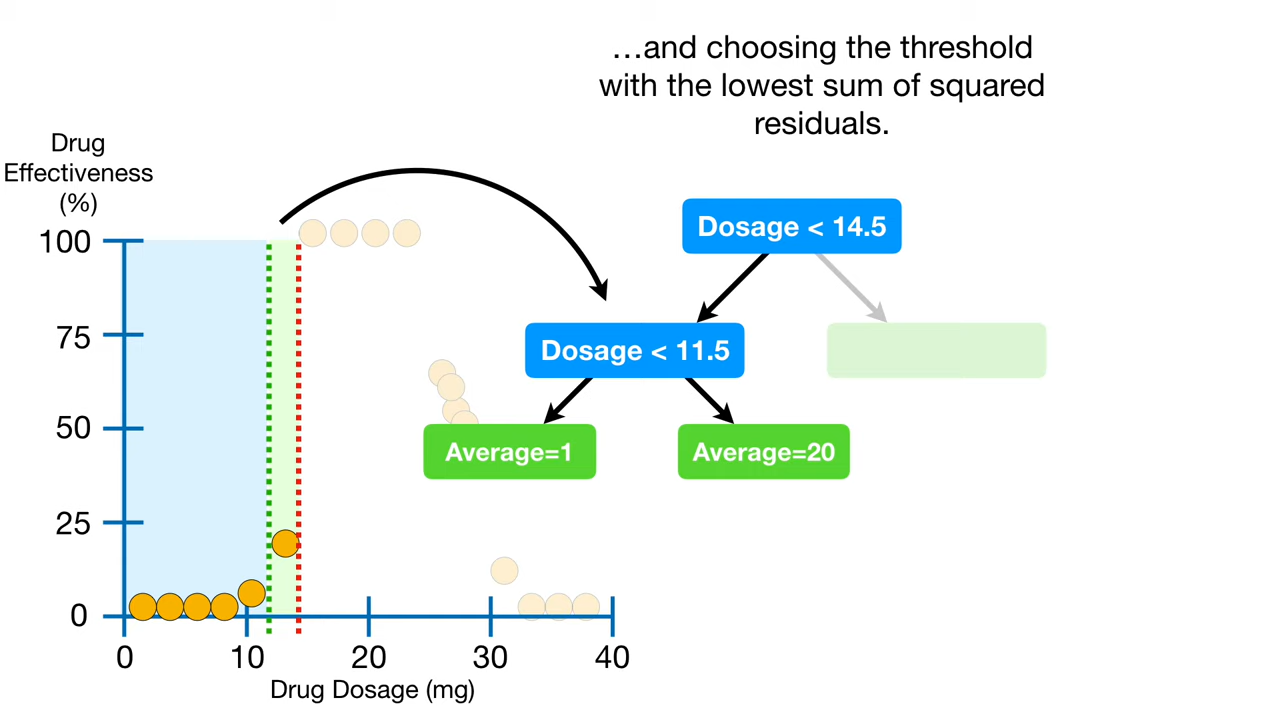 …and choosing the threshold
with the lowest sum of squared
residuals.
Drug
Effectiveness
(%)
100
75
50
25
0
0 10 20 30 40
Drug Dosage (mg)
Dosage < 14.5
Dosage < 11.5
Average=1
Average=20